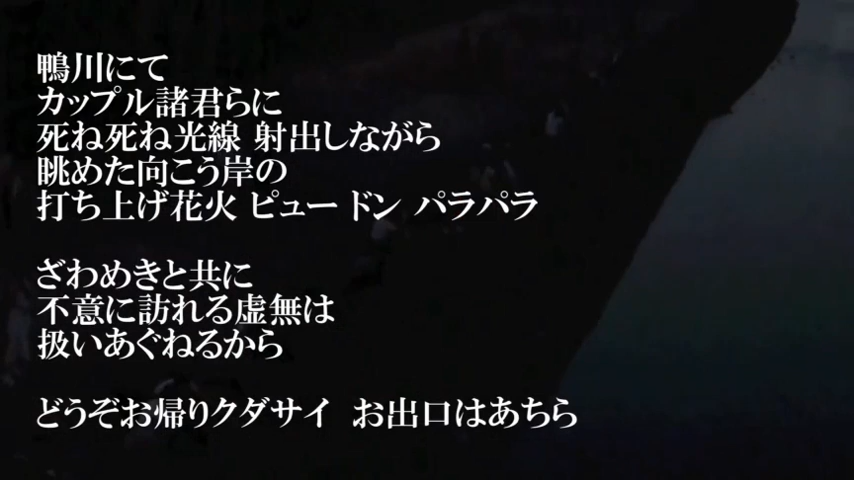 鴨川にて
カップル諸君らに
死ね死ね光線 射出しながら
眺めた向こう岸の
打ち上げ花火 ピュー ドン パラパラ
ざわめきと共に
不意に訪れる虚無は
扱いあぐねるから
どうぞお帰りクダサイ お出口はあちら